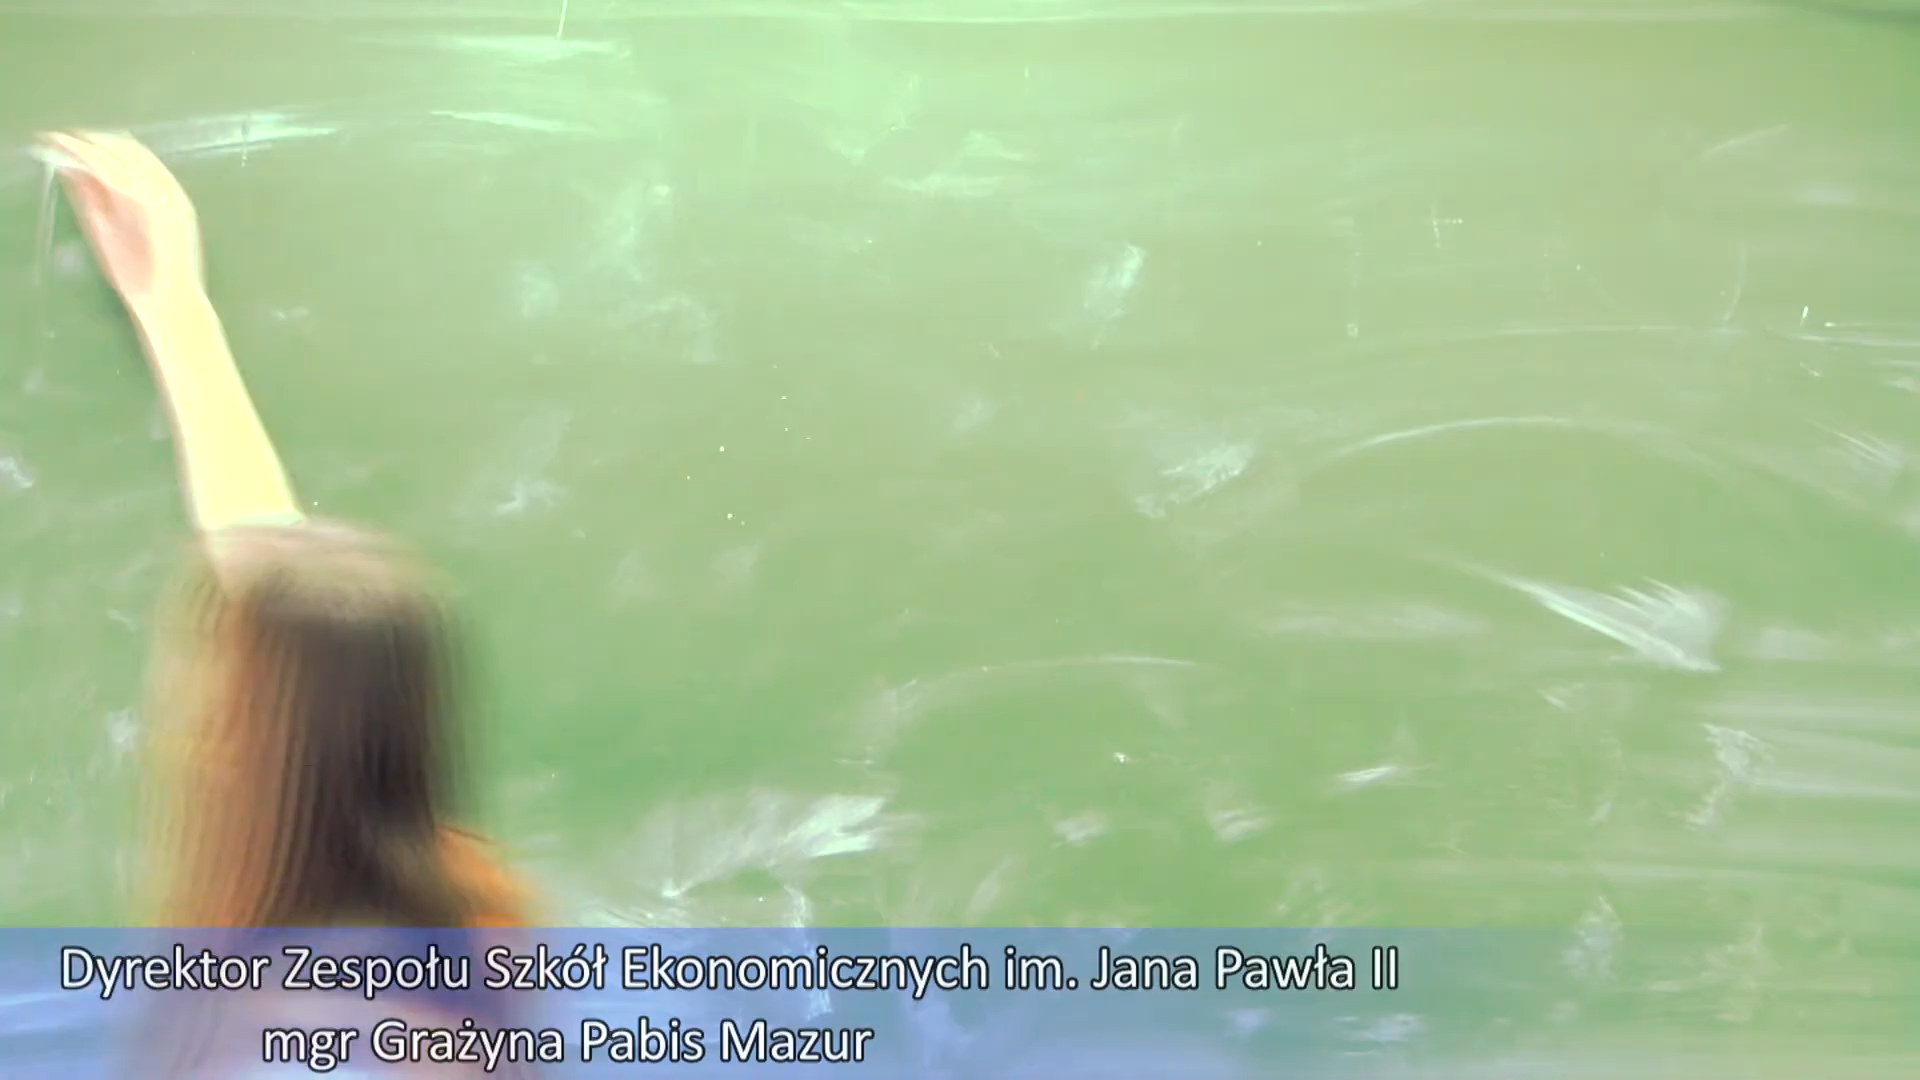 Dyrektor Zespołu Szkół Ekonomicznych im. Jana Pawła II
mgr Grażyna Pabis Mazur